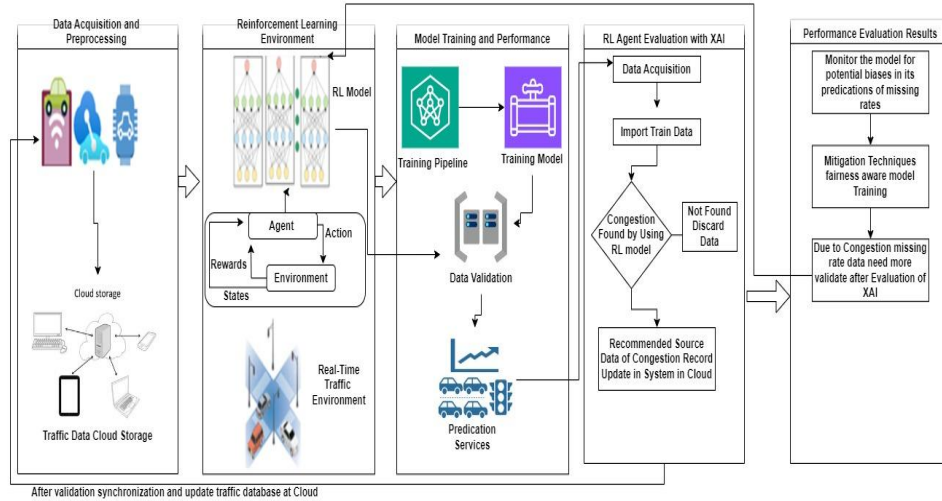 Data Acquisition and
Preprocessing
Cloud storage
Traffic Data Cloud Storage
Reinforcement Learning
Environment
RL Model
Agent
Action
Rewards
Environment
States
Real-Time
Traffic
Environment
Model Training and Performance
Training Pipeline
Training Model
Data Validation
Predication
Services
RL Agent Evaluation with XAI
Data Acquisition
Import Train Data
Congestion
Found by Using
RL model
Not Found
Discard
Data
Recommended Source
Data of Congestion Record
Update in System in Cloud
Performance Evaluation Results
Monitor the model for
potential biases in its
predications of missing
rates
Mitigation Techniques
fairness aware model
Training
Due to Congestion missing
rate data need more
validate after Evaluation of
XAI
After validation synchronization and update traffic database at Cloud